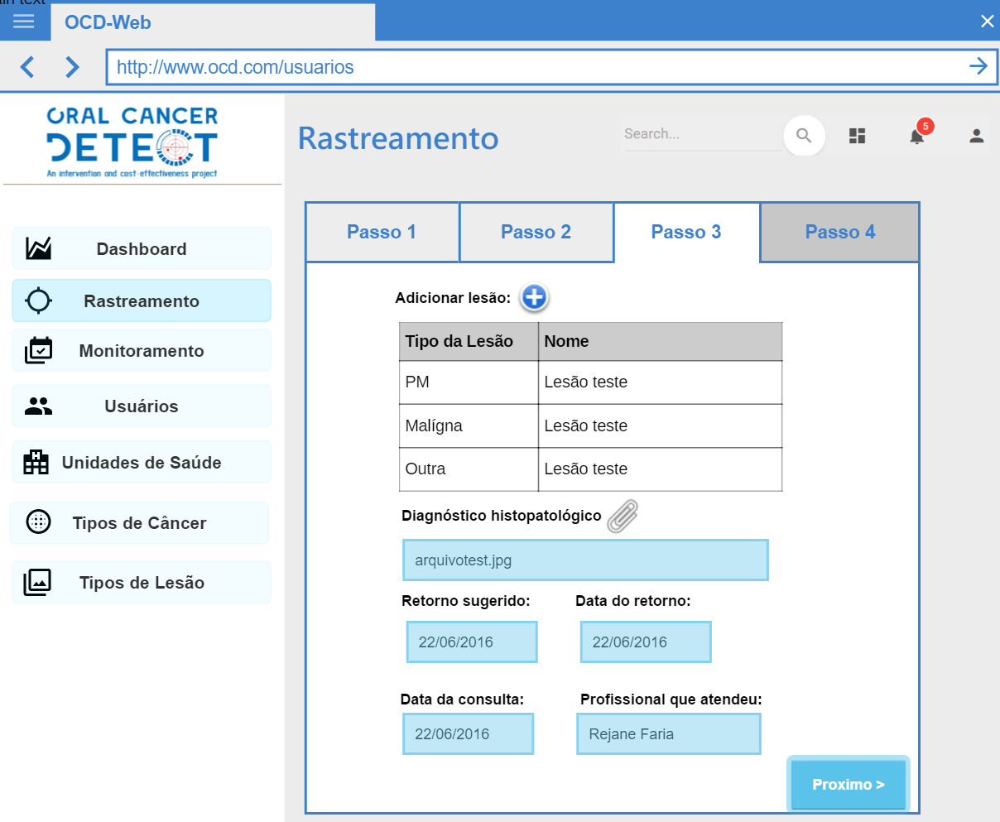 OCD-Web
http://www.ocd.com/usuarios
ORAL CANCER
DETECT
An intervention and cost-effectiveness project
Rastreamento
Search...
5
Dashboard
Rastreamento
Monitoramento
Usuários
Unidades de Saúde
Tipos de Câncer
Tipos de Lesão
Passo 1 Passo 2 Passo 3 Passo 4
Adicionar lesão:
Tipo da Lesão Nome
PM Lesão teste
Malígna Lesão teste
Outra Lesão teste
Diagnóstico histopatológico
arquivotest.jpg
Retorno sugerido: Data do retorno:
22/06/2016 22/06/2016
Data da consulta: Profissional que atendeu:
22/06/2016 Rejane Faria
Proximo >